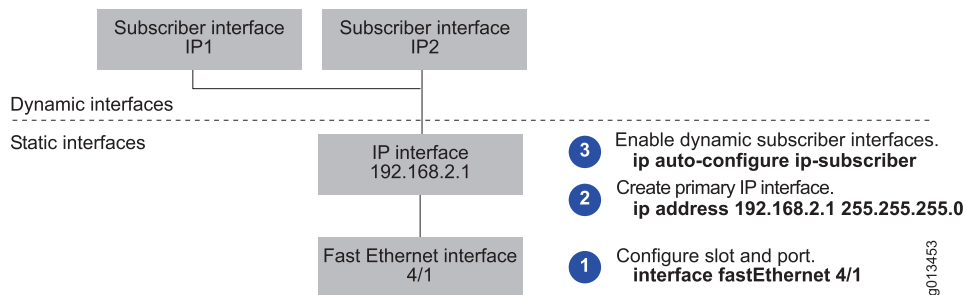 Subscriber interface
IP1
Subscriber interface
IP2
Dynamic interfaces
Static interfaces
IP interface
192.168.2.1
3
Enable dynamic subscriber interfaces.
ip auto-configure ip-subscriber
2
Create primary IP interface.
ip address 192.168.2.1 255.255.255.0
Fast Ethernet interface
4/1
1
Configure slot and port.
interface fastEthernet 4/1
g013453